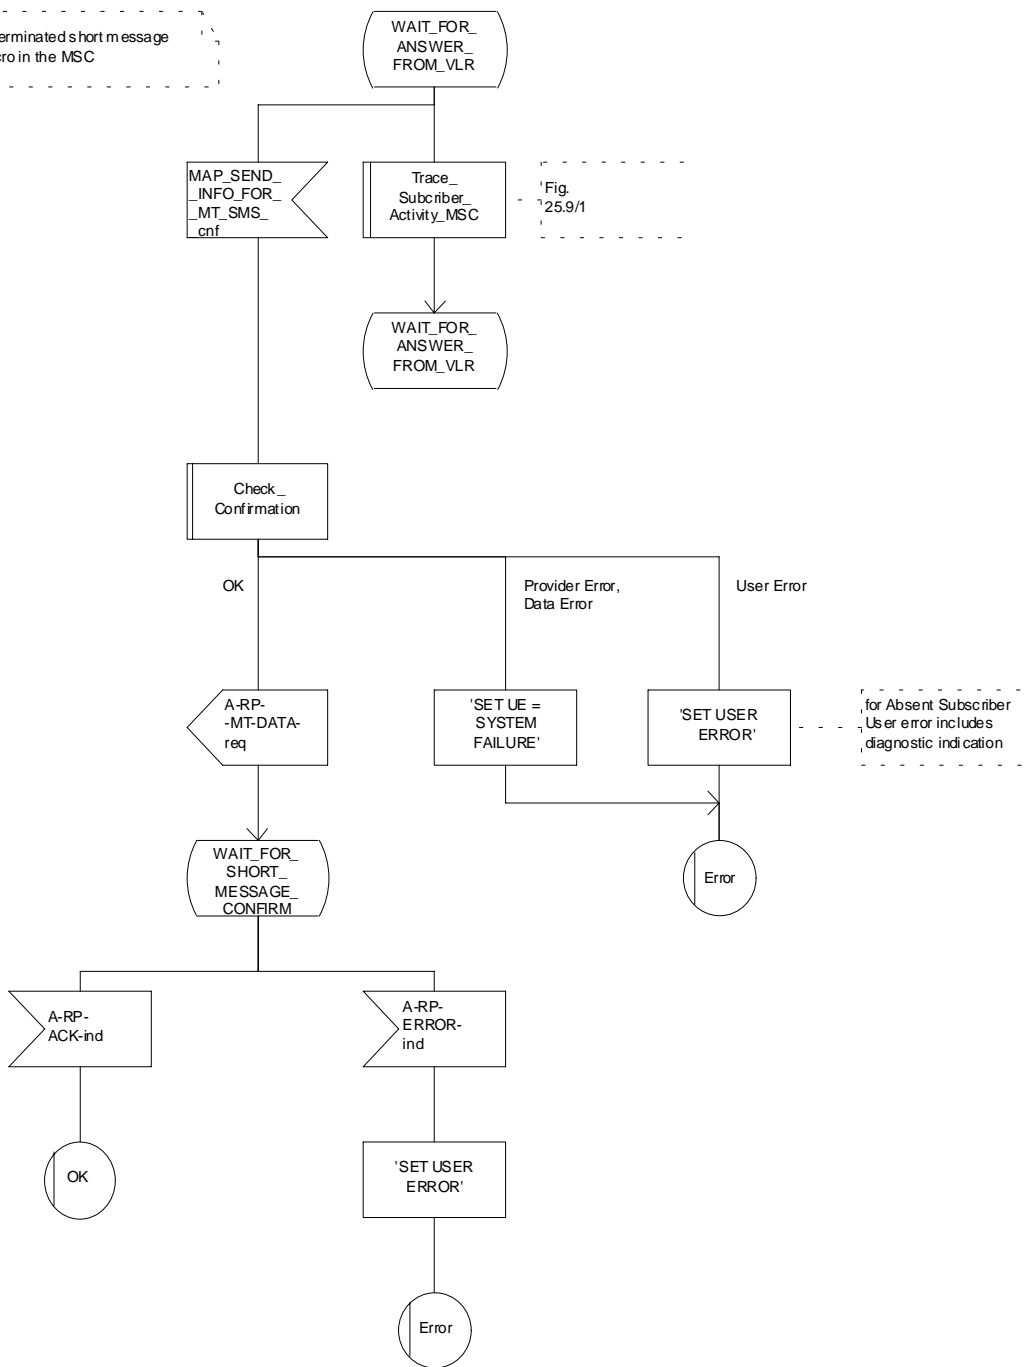 erminated short message
cro in the MSC
WAIT_FOR_
ANSWER_
FROM_VLR
MAP_SEND_
_INFO_FOR_
_MT_SMS_
cnf
Trace_
Subcriber_
Activity_MSC
Fig.
25.9/1
WAIT_FOR_
ANSWER_
FROM_VLR
Check_
Confirmation
OK
Provider Error,
Data Error
User Error
A-RP-
-MT-DATA-
req
'SET UE =
SYSTEM
FAILURE'
'SET USER
ERROR'
for Absent Subscriber
User error includes
diagnostic indication
WAIT_FOR_
SHORT_
MESSAGE_
CONFIRM
Error
A-RP-
ACK-ind
A-RP-
ERROR-
ind
OK
'SET USER
ERROR'
Error